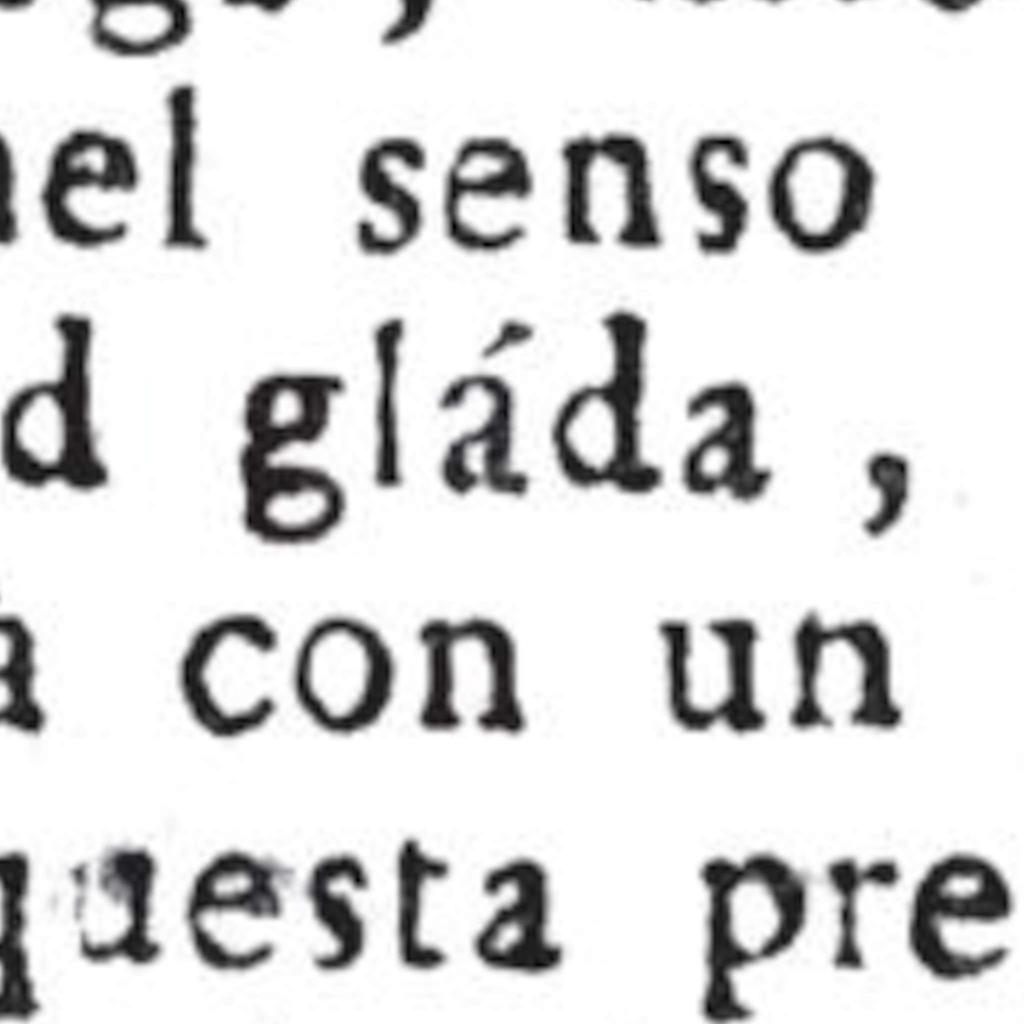 nel senso
d gláda ,
a con un
questa pre